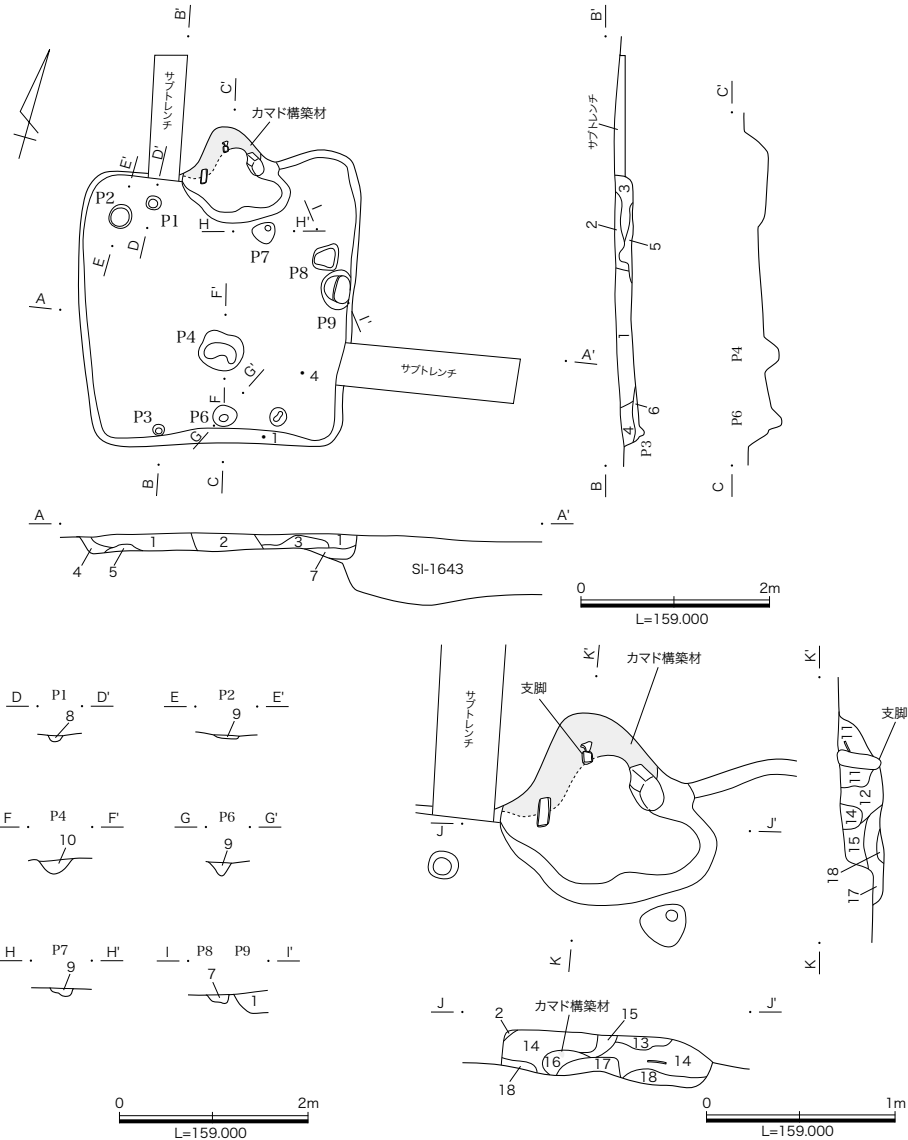 B'
B'
サブトレンチ
C'
カマド構築材
C'
サブトレンチ
E'
D'
P2
P1
3
I
H
H'
2
5
D
E
P7
P8
A
F'
P9
I'
1
P4
P4
A'
G'
サブトレンチ
4
F
6
P3
P6
P6
4
G
1
P3
B
C
B
C
A
A'
1
2
3
1
4
5
7
SI-1643
0
2m
L=159.000
K'
カマド構築材
K'
支脚
サブトレンチ
支脚
D
P1
D'
E
P2
E'
8
9
11
11
12
14
15
J
J'
F
P4
F'
G
P6
G'
10
9
18
17
K
K
H
P7
H'
I
P8
P9
I'
9
7
1
J
カマド構築材
J'
2
15
14
13
16
17
14
18
18
0
2m
L=159.000
0
1m
L=159.000